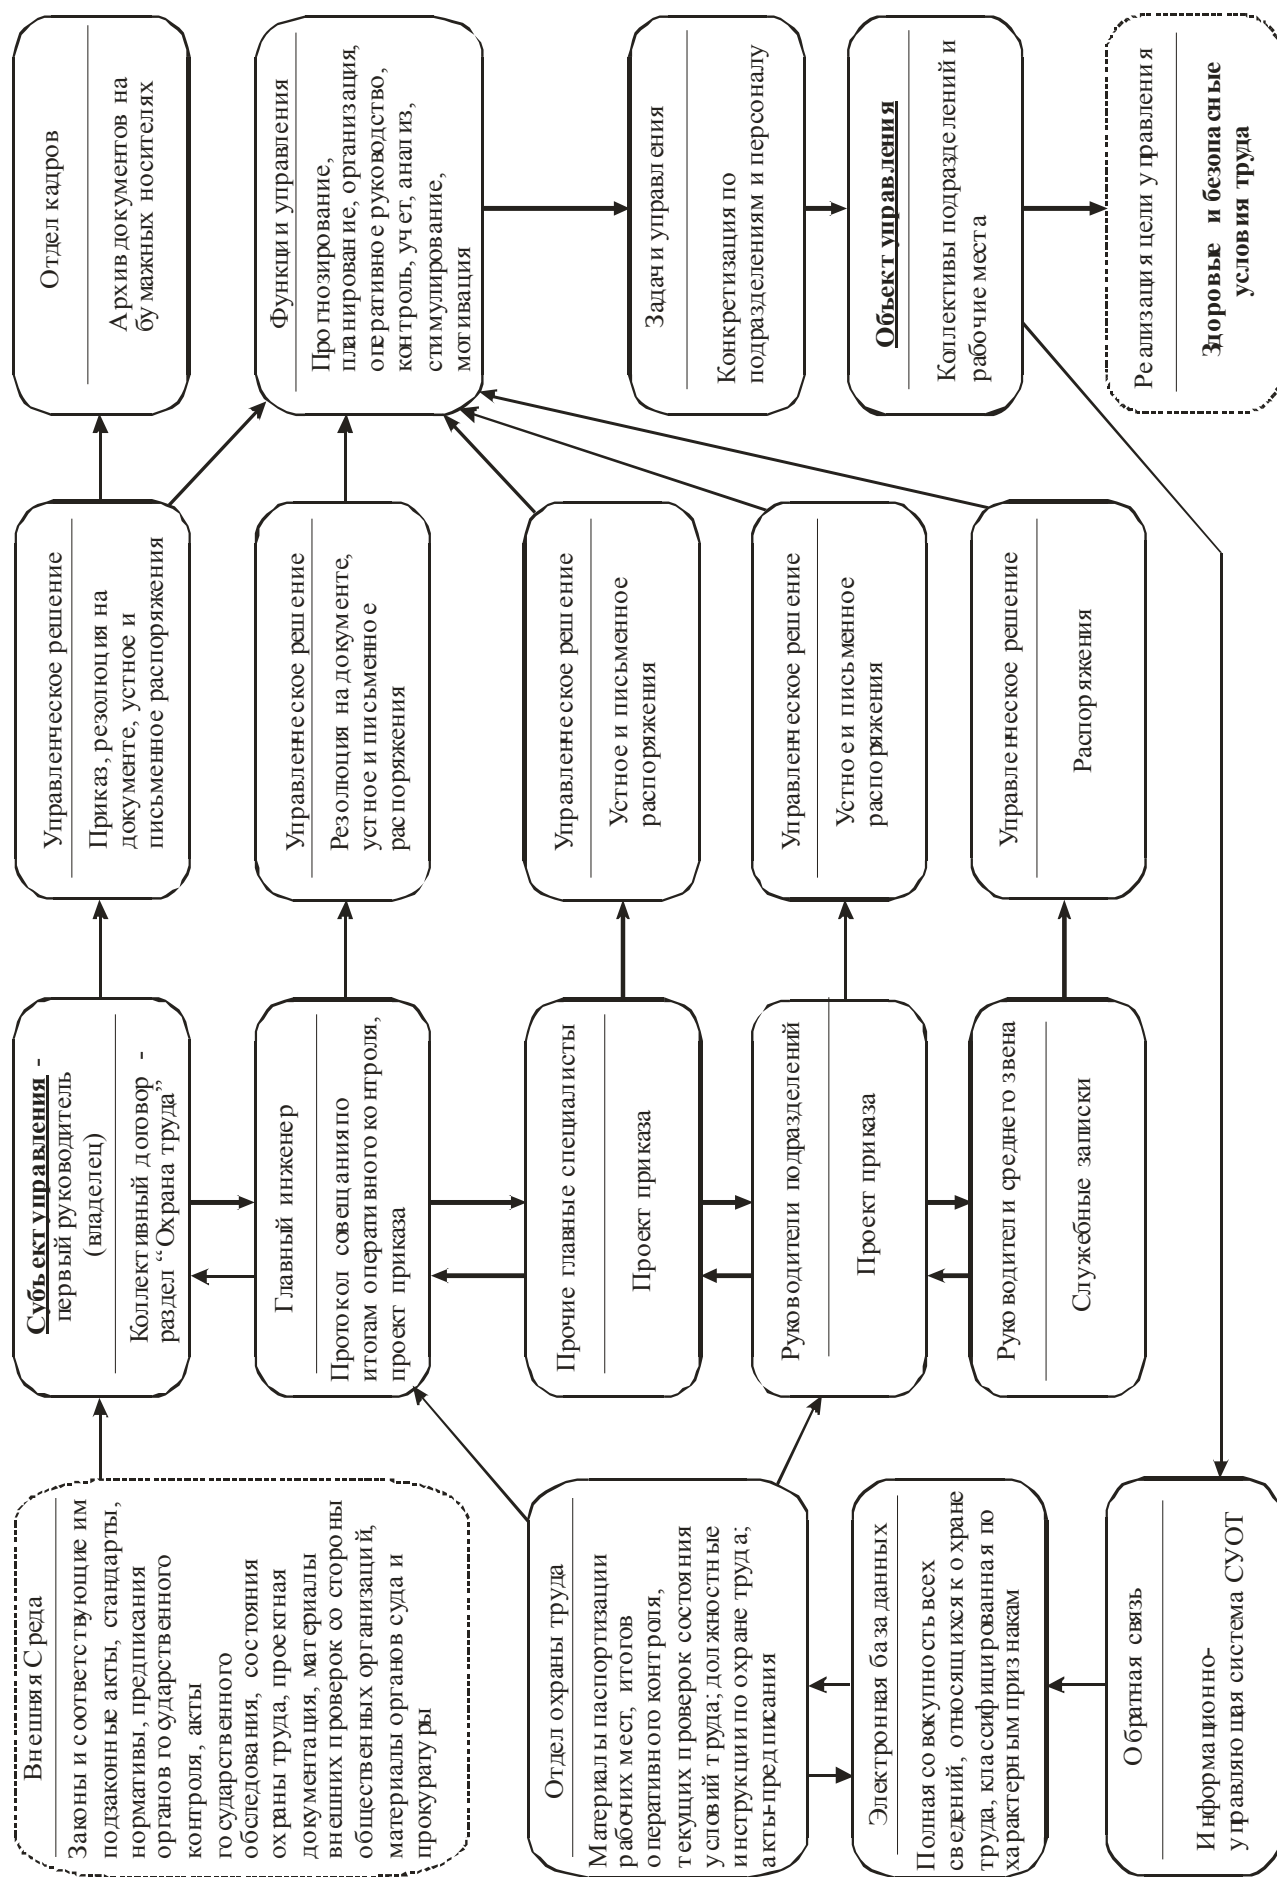 Внешняя Среда
Законы и соответствующие им
подзаконные акты, стандарты,
нормативы, предписания
органов государственного
контроля, акты
государственного
обследования, состояния
охраны труда, проектная
документация, материалы
внешних проверок со стороны
общественных организаций,
материалы органов суда и
прокуратуры
Отдел охраны труда
Материалы паспортизации
рабочих мест, итогов
оперативного контроля,
текущих проверок состояния
условий труда; должностные
инструкции по охране труда;
акты-предписания
Электронная база данных
Полная совокупность всех
сведений, относящихся к охране
труда, классифицированная по
характерным признакам
Обратная связь
Информационно-
управляющая система СУОТ
Субъект управления -
первый руководитель
(владелец)
Коллективный договор -
раздел “Охрана труда”
Главный инженер
Протокол совещания по
итогам оперативного контроля,
проект приказа
Прочие главные специалисты
Проект приказа
Руководители подразделений
Проект приказа
Руководители среднего звена
Служебные записки
Управленческое решение
Приказ, резолюция на
документе, устное и
письменное распоряжения
Управленческое решение
Резолюция на документе,
устное и письменное
распоряжения
Управленческое решение
Устное и письменное
распоряжения
Управленческое решение
Устное и письменное
распоряжения
Управленческое решение
Распоряжения
Отдел кадров
Архив документов на
бумажных носителях
Функции управления
Прогнозирование,
планирование, организация,
оперативное руководство,
контроль, учет, анализ,
стимулирование,
мотивация
Задачи управления
Конкретизация по
подразделениям и персоналу
Объект управления
Коллективы подразделений и
рабочие места
Реализация цели управления
Здоровые и безопасные
условия труда